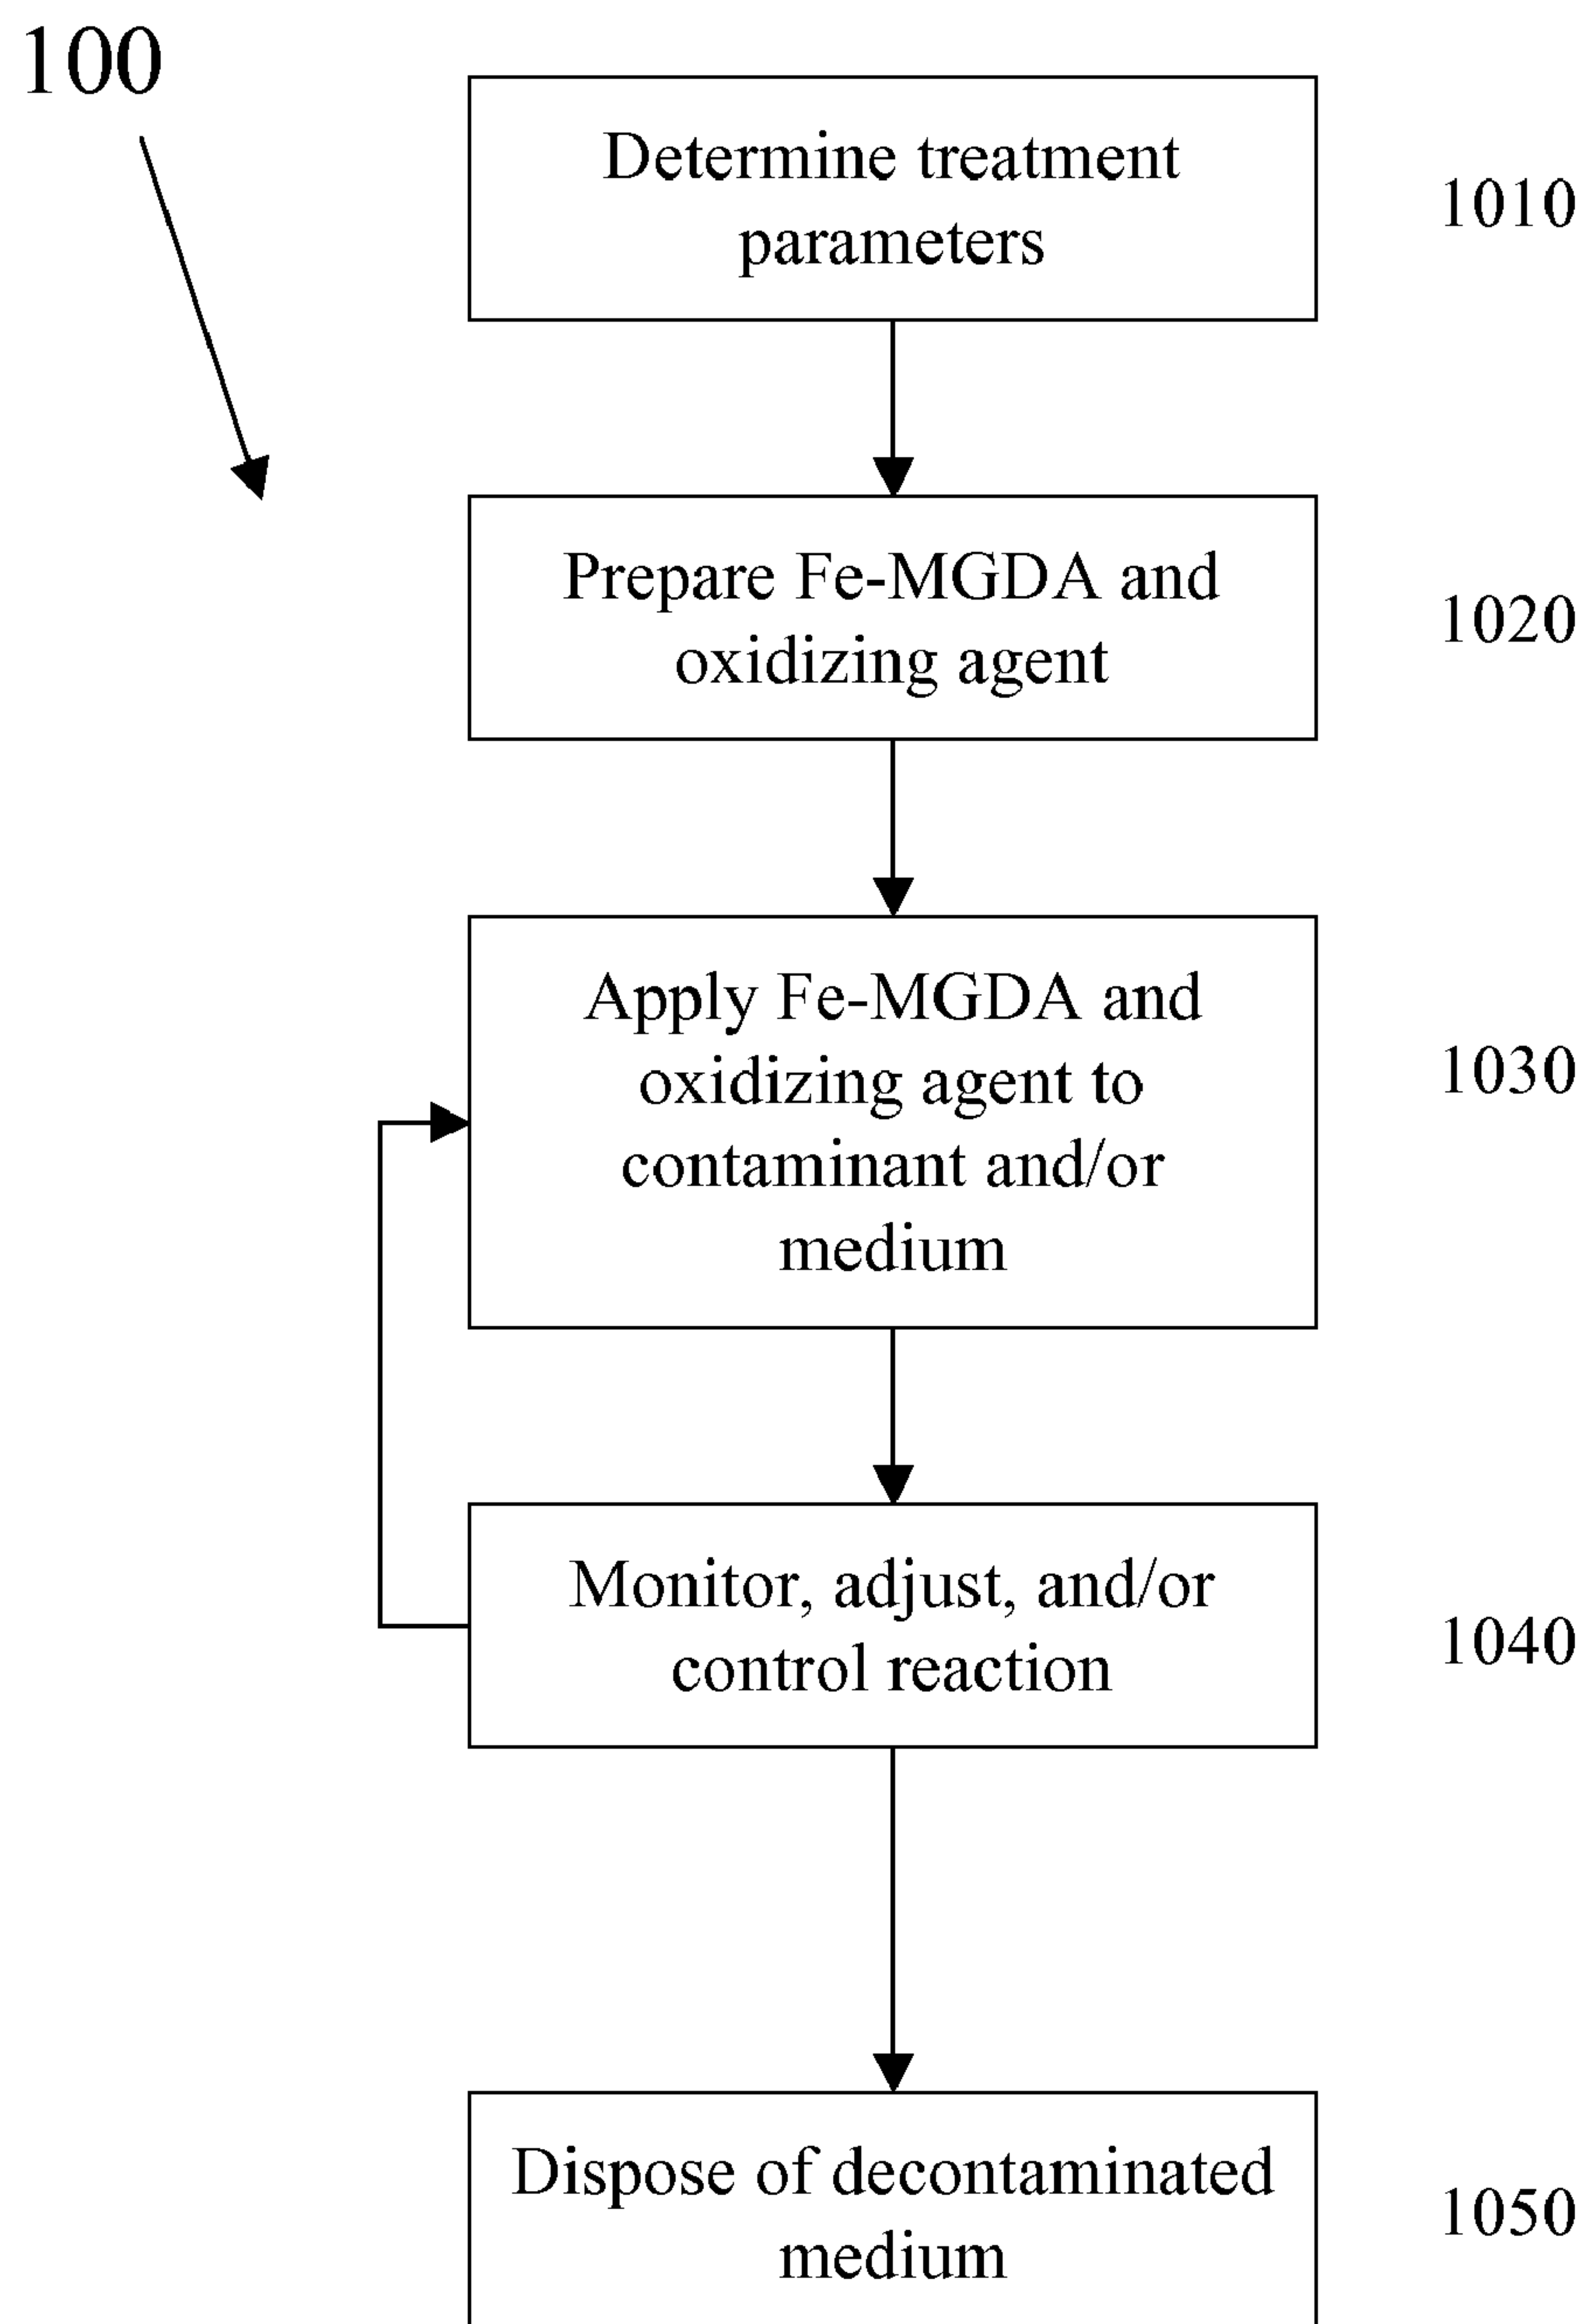 100
Determine treatment
parameters
1010
Prepare Fe-MGDA and
oxidizing agent
1020
Apply Fe-MGDA and
oxidizing agent to
contaminant and/or
medium
1030
Monitor, adjust, and/or
control reaction
1040
Dispose of decontaminated
medium
1050